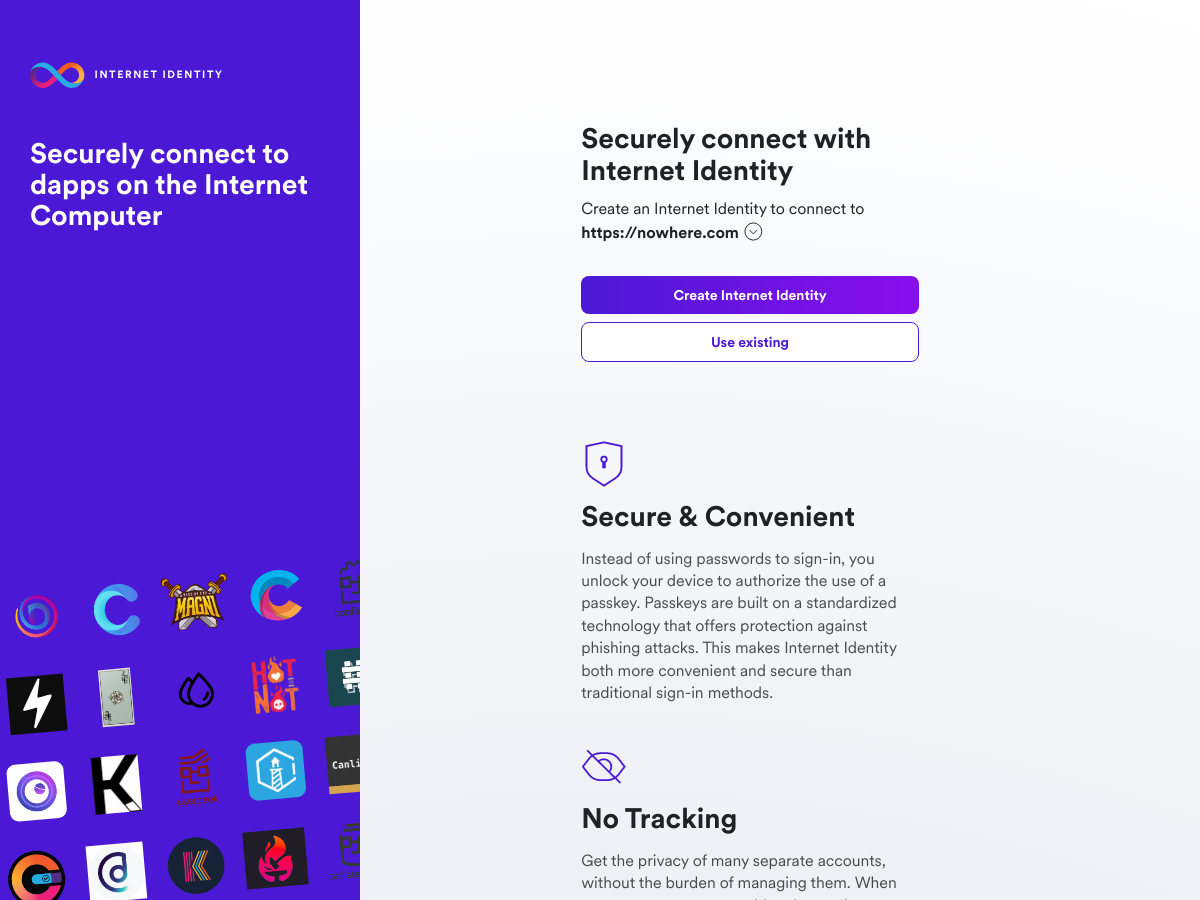 INTERNET IDENTITY
Securely connect to
dapps on the Internet
Computer
MAGNI
HOT
NOT
Canli
Securely connect with
Internet Identity
Create an Internet Identity to connect to
https://nowhere.com
Create Internet Identity
Use existing
Secure & Convenient
Instead of using passwords to sign-in, you
unlock your device to authorize the use of a
passkey. Passkeys are built on a standardized
technology that offers protection against
phishing attacks. This makes Internet Identity
both more convenient and secure than
traditional sign-in methods.
No Tracking
Get the privacy of many separate accounts,
without the burden of managing them. When